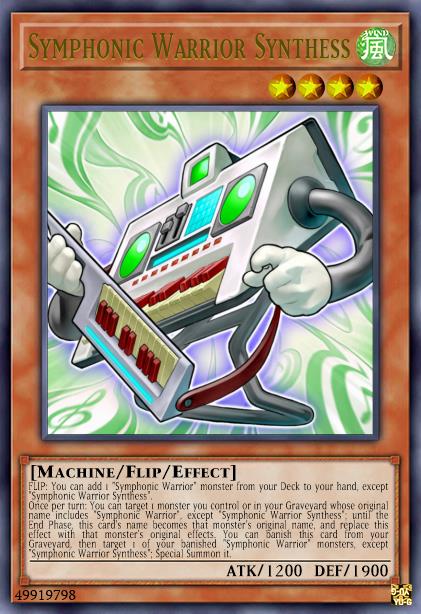 SYMPHONIC WARRIOR SYNTHESS
WIND
風
[MACHINE/FLIP/EFFECT]
FLIP: You can add 1 "Symphonic Warrior" monster from your Deck to your hand, except
"Symphonic Warrior Synthess".
Once per turn: You can target 1 monster you control or in your Graveyard whose original
name includes "Symphonic Warrior", except "Symphonic Warrior Synthess"; until the
End Phase, this card's name becomes that monster's original name, and replace this
effect with that monster's original effects. You can banish this card from your
Graveyard, then target 1 of your banished "Symphonic Warrior" monsters, except
"Symphonic Warrior Synthess"; Special Summon it.
ATK/1200 DEF/1900
49919798